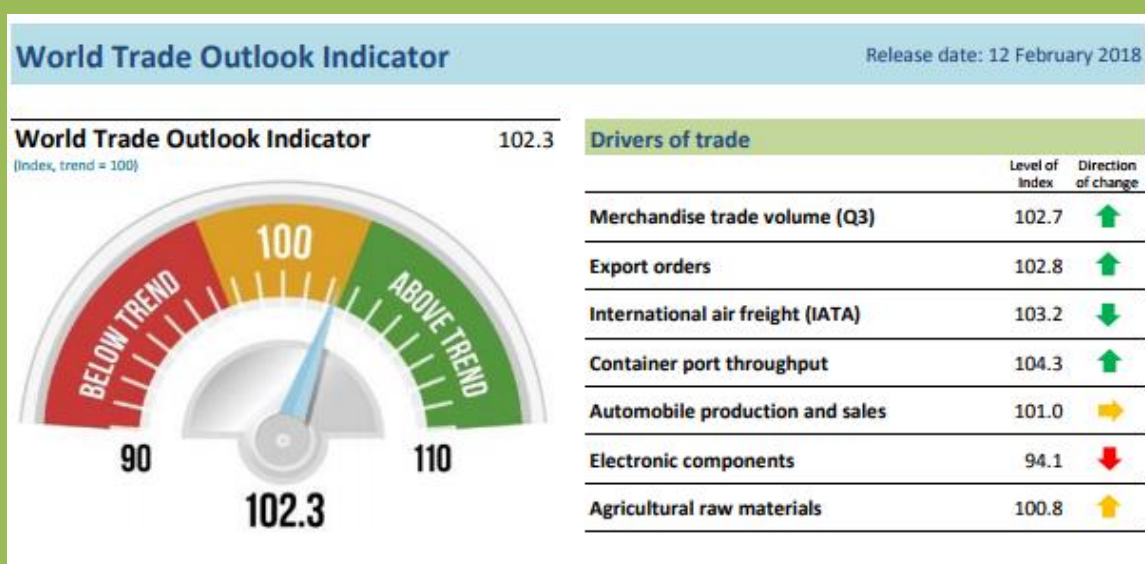 World Trade Outlook Indicator
Release date: 12 February 2018
World Trade Outlook Indicator 102.3
(Index, trend = 100)
BELOW TREND
100
ABOVE TREND
90
110
102.3
Drivers of trade
Level of Index Direction of change
Merchandise trade volume (Q3) 102.7
Export orders 102.8
International air freight (IATA) 103.2
Container port throughput 104.3
Automobile production and sales 101.0
Electronic components 94.1
Agricultural raw materials 100.8